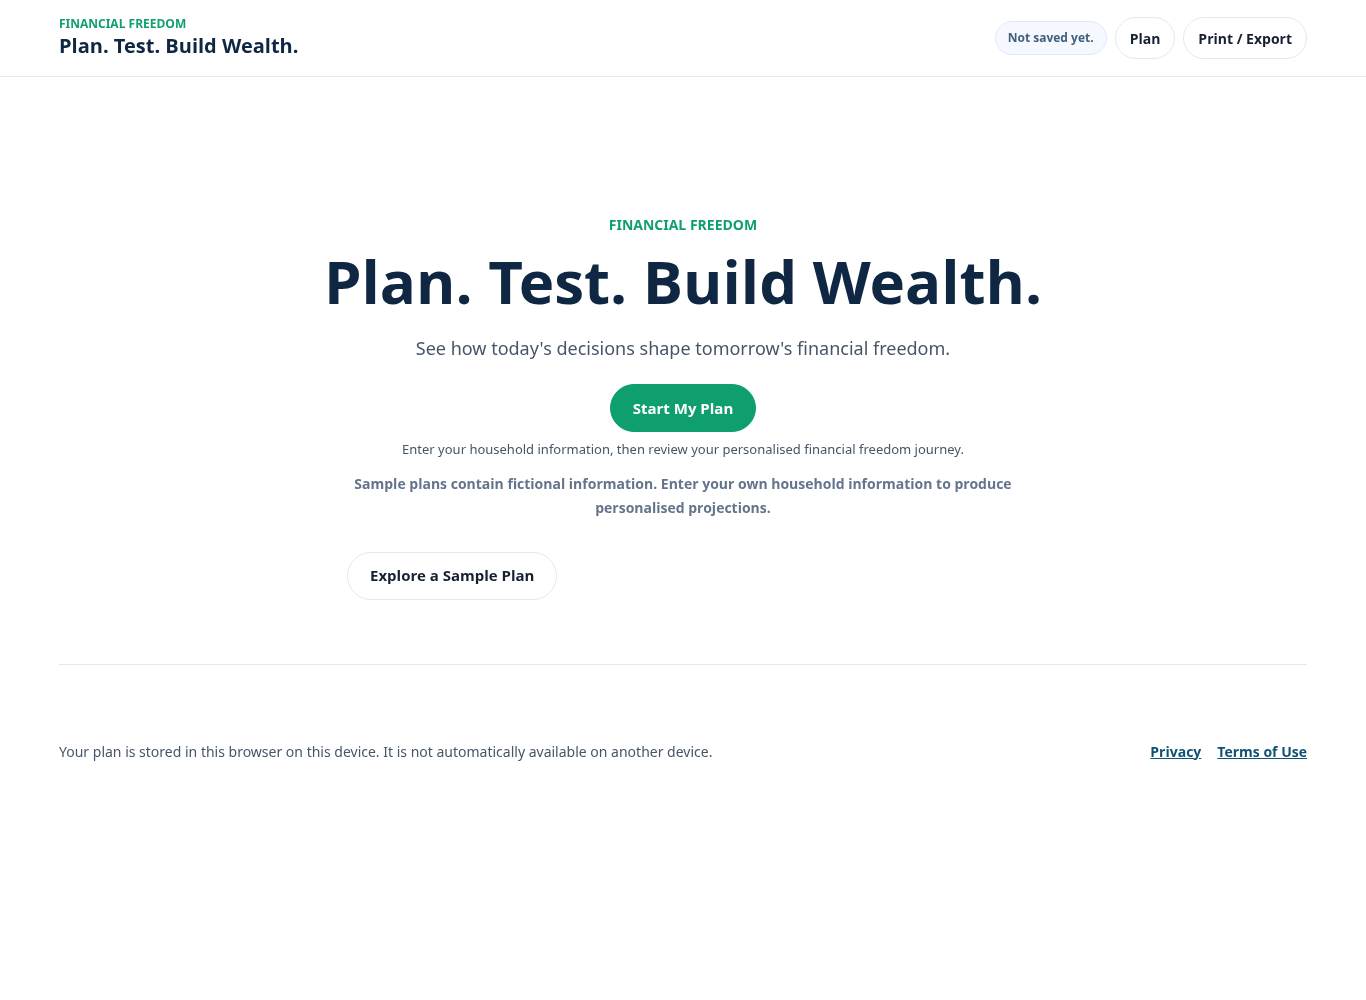 FINANCIAL FREEDOM
Plan. Test. Build Wealth.
Not saved yet.
Plan
Print / Export
FINANCIAL FREEDOM
Plan. Test. Build Wealth.
See how today's decisions shape tomorrow's financial freedom.
Start My Plan
Enter your household information, then review your personalised financial freedom journey.
Sample plans contain fictional information. Enter your own household information to produce
personalised projections.
Explore a Sample Plan
Your plan is stored in this browser on this device. It is not automatically available on another device.
Privacy
Terms of Use